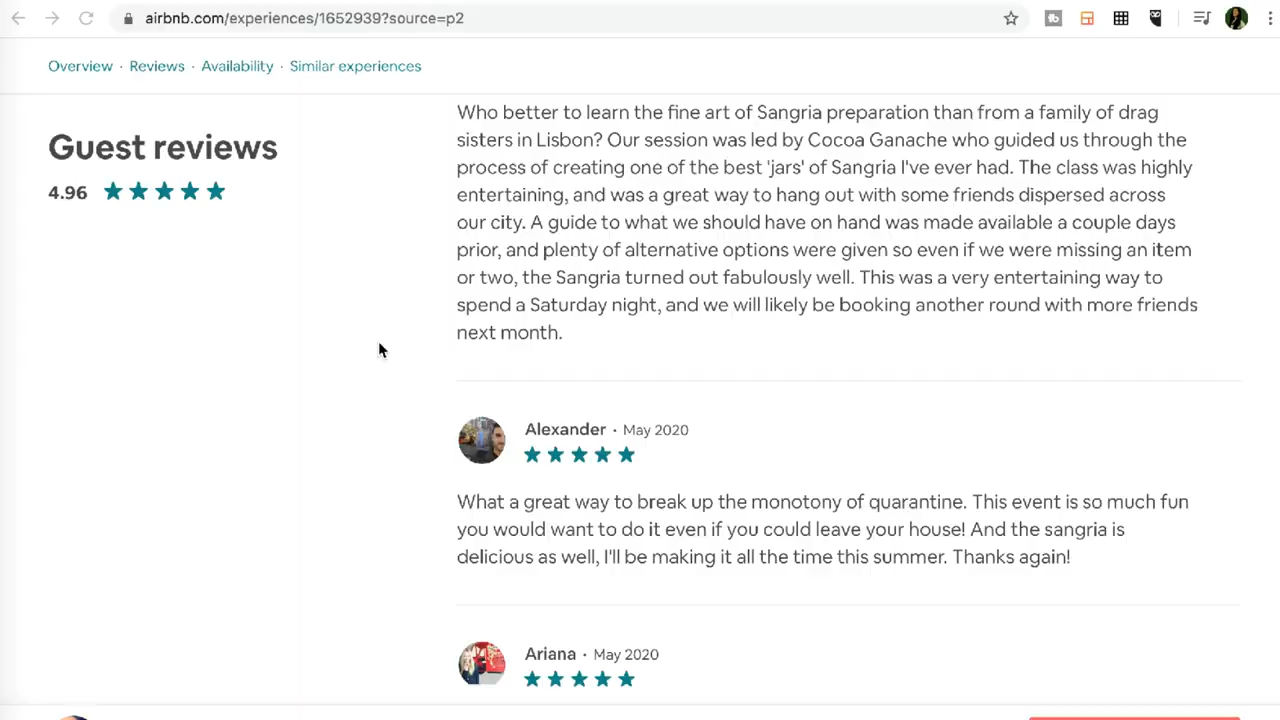 airbnb.com/experiences/1652939?source=p2
Overview · Reviews · Availability · Similar experiences
Guest reviews
4.96
Who better to learn the fine art of Sangria preparation than from a family of drag
sisters in Lisbon? Our session was led by Cocoa Ganache who guided us through the
process of creating one of the best 'jars' of Sangria I've ever had. The class was highly
entertaining, and was a great way to hang out with some friends dispersed across
our city. A guide to what we should have on hand was made available a couple days
prior, and plenty of alternative options were given so even if we were missing an item
or two, the Sangria turned out fabulously well. This was a very entertaining way to
spend a Saturday night, and we will likely be booking another round with more friends
next month.
Alexander · May 2020
What a great way to break up the monotony of quarantine. This event is so much fun
you would want to do it even if you could leave your house! And the sangria is
delicious as well, I'll be making it all the time this summer. Thanks again!
Ariana · May 2020